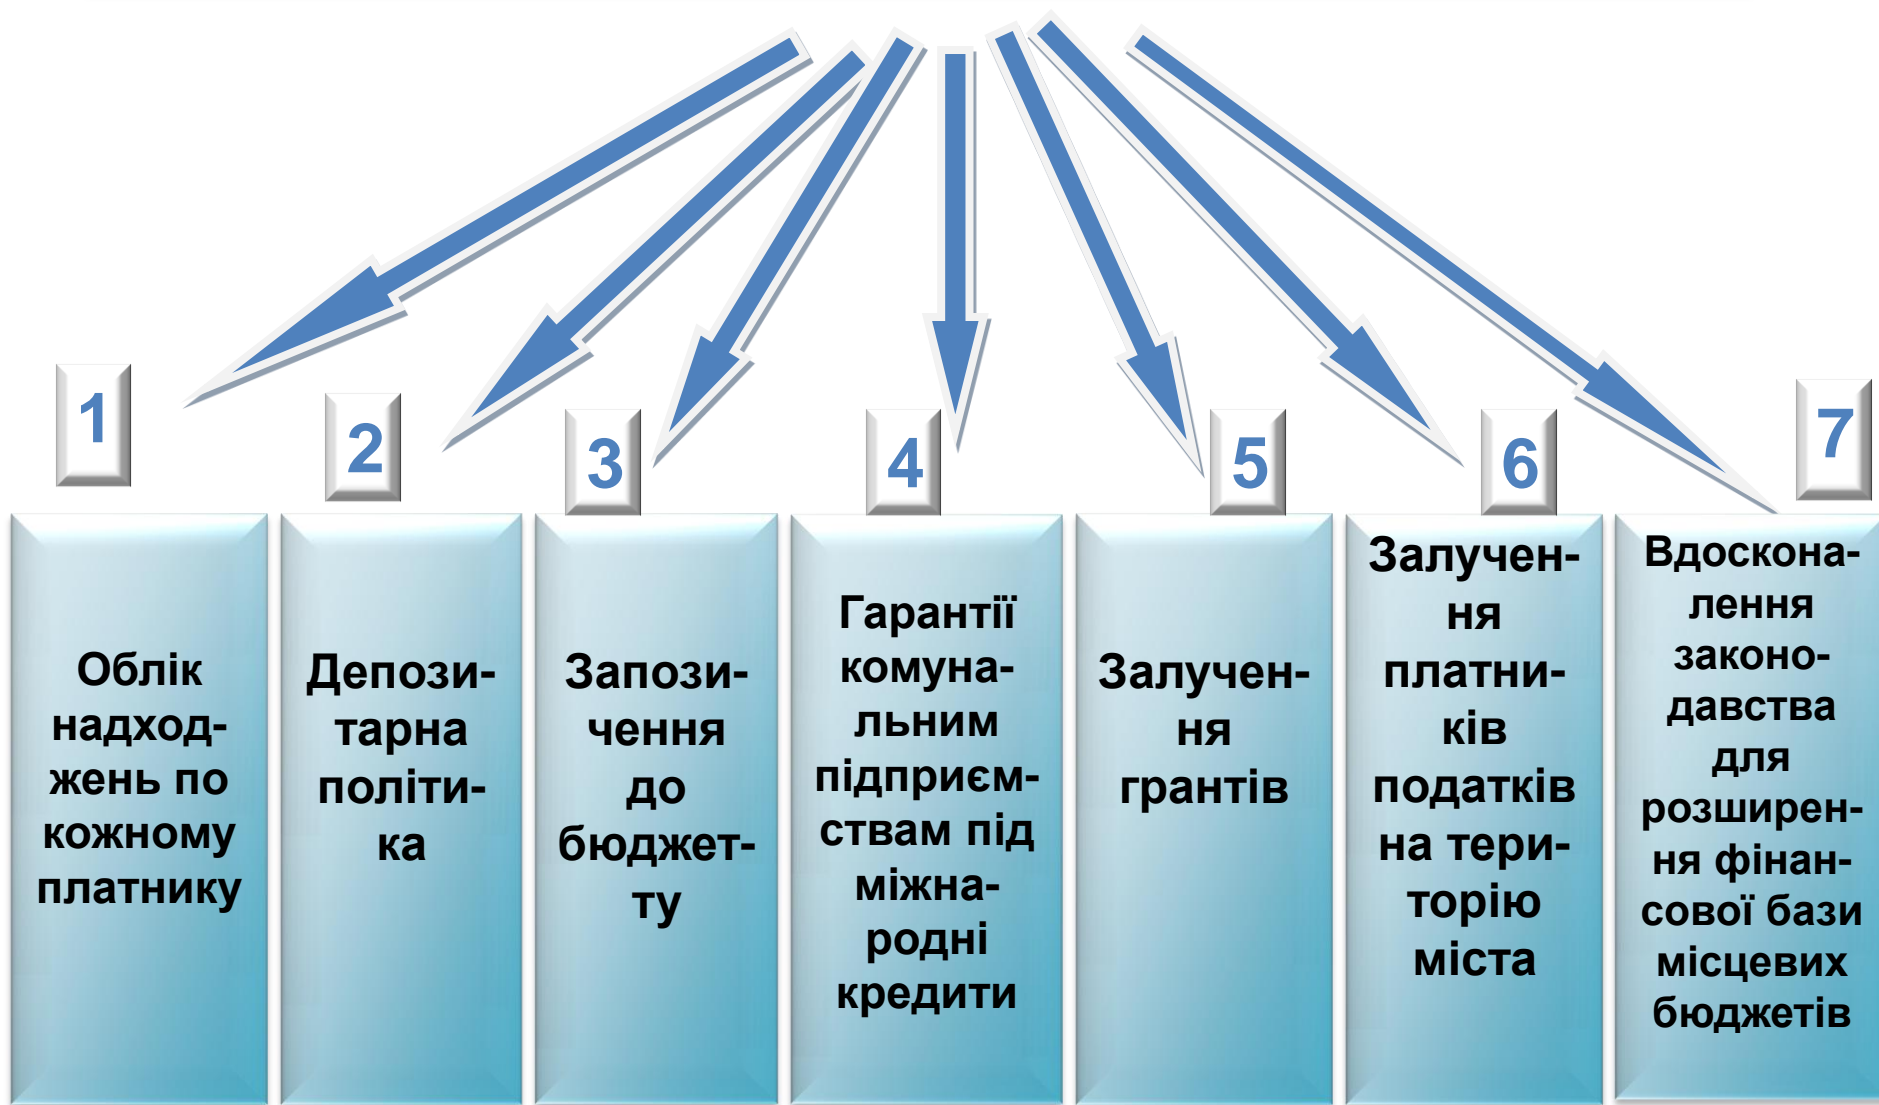 1
Облік
надход-
жень по
кожному
платнику
2
Депози-
тарна
політи-
ка
3
Запози-
чення
до
бюджет-
ту
4
Гарантії
комуна-
льним
підприєм-
ствам під
міжна-
родні
кредити
5
Залучен-
ня
грантів
6
Залучен-
ня
платни-
ків
податків
на тери-
торію
міста
7
Вдоскона-
лення
законо-
давства
для
розширен-
ня фінан-
сової бази
місцевих
бюджетів